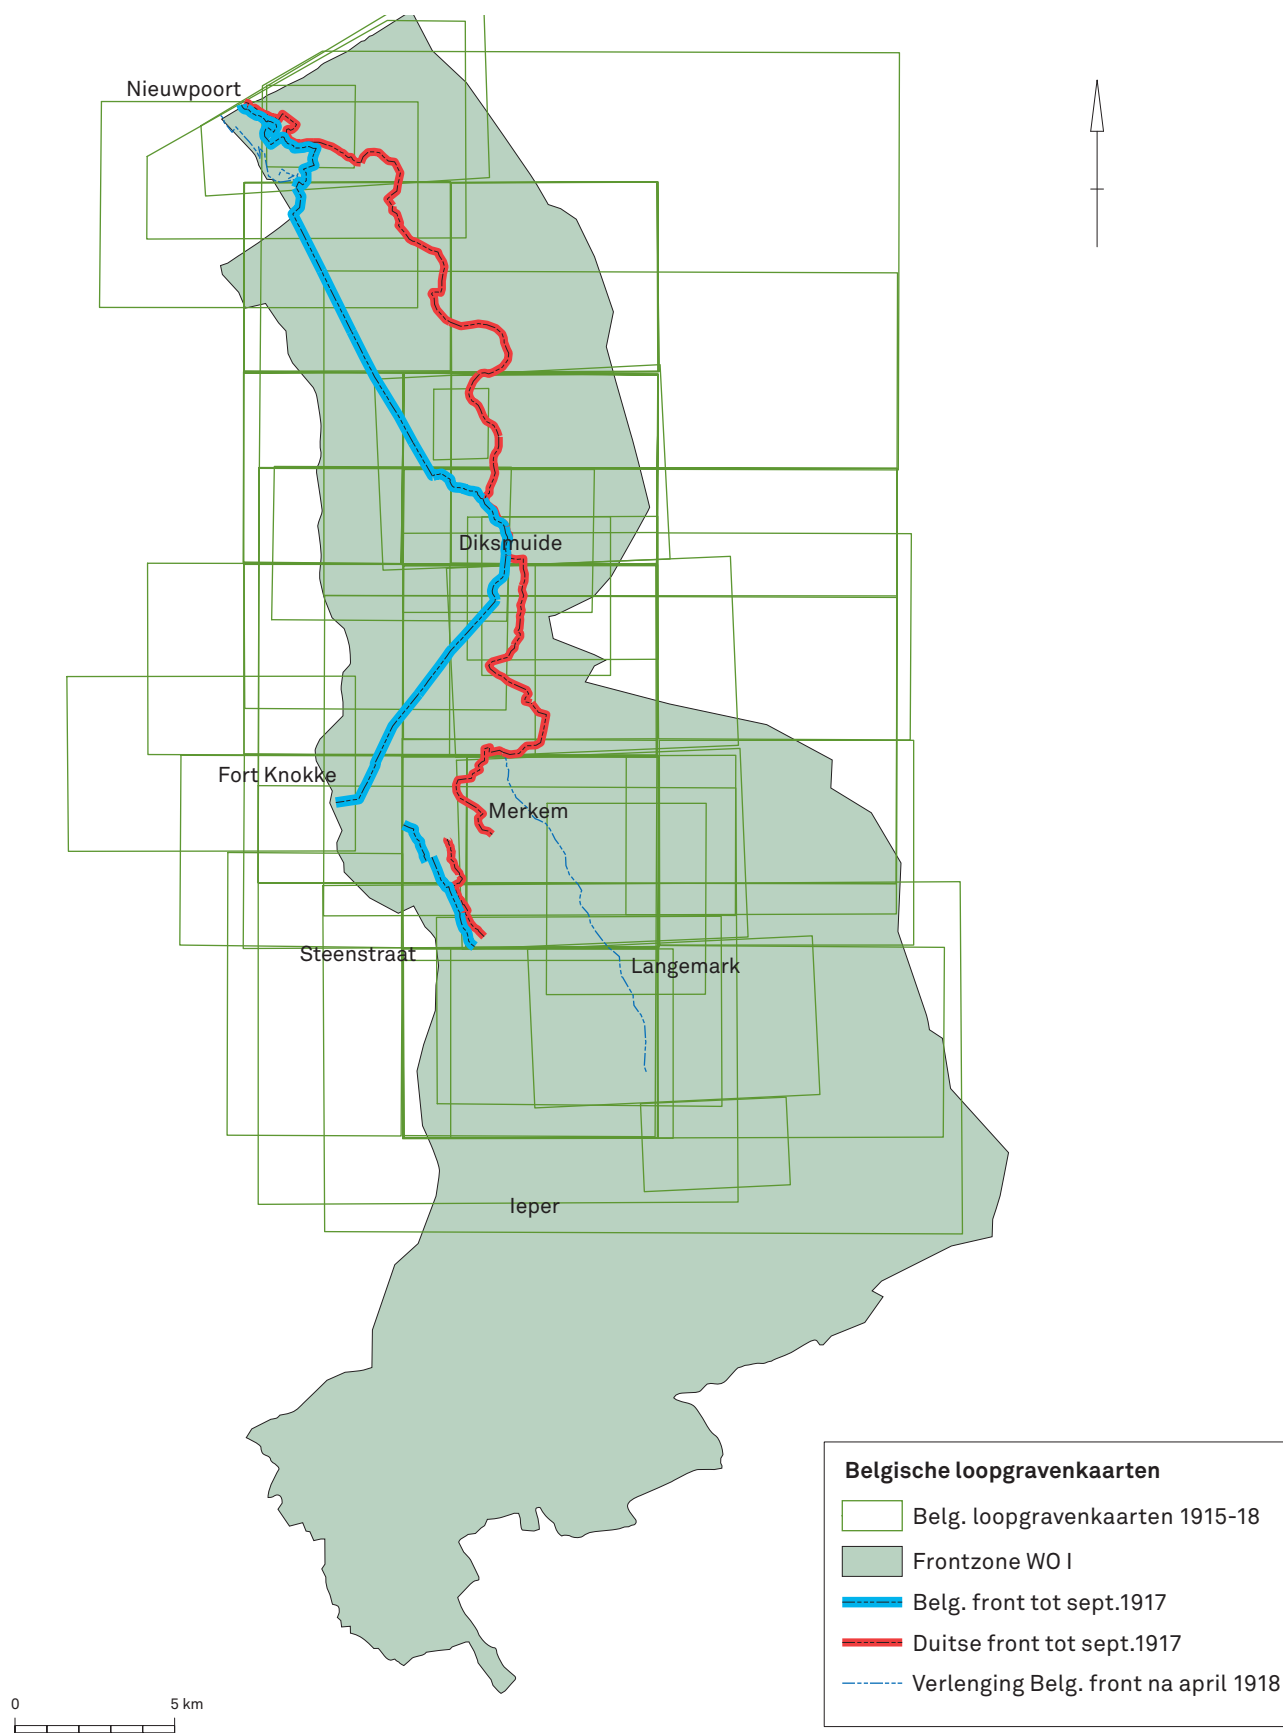 Nieuwpoort
Diksmuide
Fort Knokke
Merkem
Steenstraat
Langemark
Ieper
Belgische loopgravenkaarten
Belg. loopgravenkaarten 1915-18
Frontzone WO I
Belg. front tot sept.1917
Duitse front tot sept.1917
Verlenging Belg. front na april 1918
0 5 km